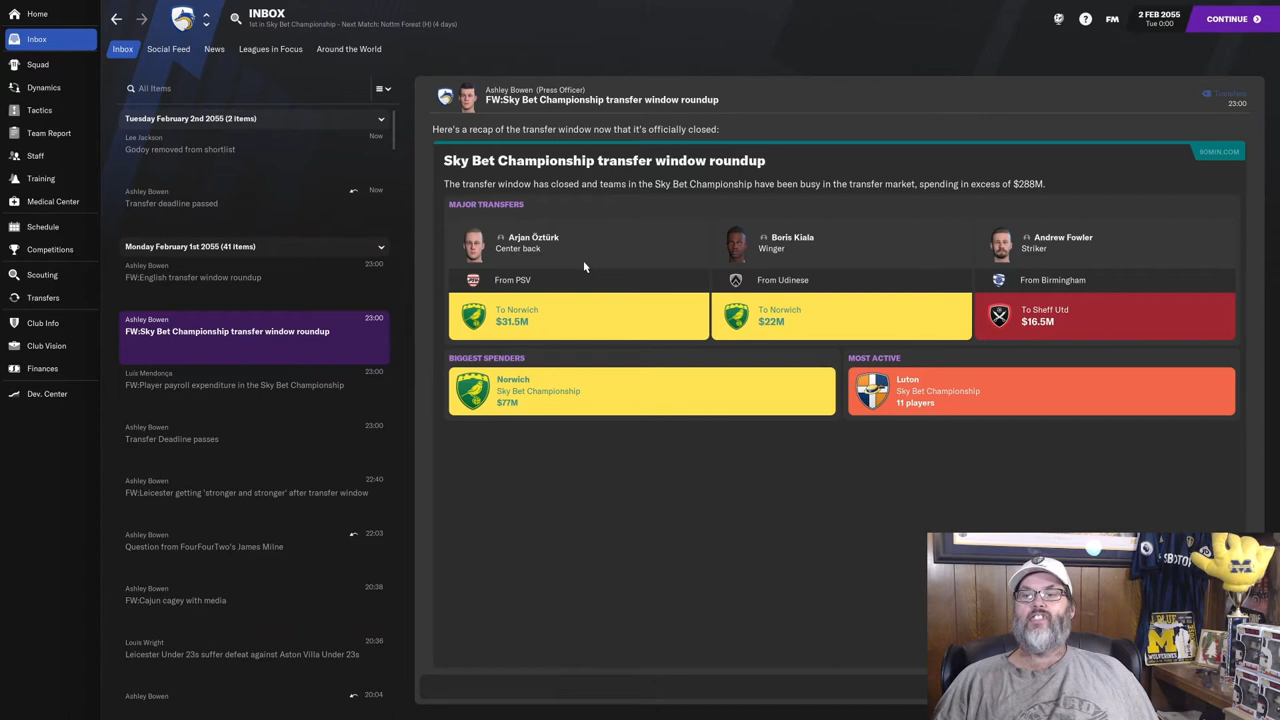 Home
Inbox
Squad
Dynamics
Tactics
Team Report
Staff
Training
Medical Center
Schedule
Competitions
Scouting
Transfers
Club Info
Club Vision
Finances
Dev. Center
INBOX
1st in Sky Bet Championship - Next Match: Nottm Forest (H) (4 days)
FM
2 FEB 2055
Tue 0:00
CONTINUE
Inbox
Social Feed
News
Leagues in Focus
Around the World
All Items
Tuesday February 2nd 2055 (2 items)
Lee Jackson
Now
Godoy removed from shortlist
Ashley Bowen
Now
Transfer deadline passed
Monday February 1st 2055 (41 items)
Ashley Bowen
23:00
FW:English transfer window roundup
Ashley Bowen
23:00
FW:Sky Bet Championship transfer window roundup
Luís Mendonça
23:00
FW:Player payroll expenditure in the Sky Bet Championship
Ashley Bowen
23:00
Transfer Deadline passes
Ashley Bowen
22:40
FW:Leicester getting 'stronger and stronger' after transfer window
Ashley Bowen
22:03
Question from FourFourTwo's James Milne
Ashley Bowen
20:38
FW:Cajun cagey with media
Louis Wright
20:36
Leicester Under 23s suffer defeat against Aston Villa Under 23s
Ashley Bowen
20:04
Ashley Bowen (Press Officer)
FW:Sky Bet Championship transfer window roundup
Transfers
23:00
Here's a recap of the transfer window now that it's officially closed:
Sky Bet Championship transfer window roundup
90MIN.COM
The transfer window has closed and teams in the Sky Bet Championship have been busy in the transfer market, spending in excess of $288M.
MAJOR TRANSFERS
Arjan Öztürk
Center back
From PSV
To Norwich
$31.5M
Boris Kiala
Winger
From Udinese
To Norwich
$22M
Andrew Fowler
Striker
From Birmingham
To Sheff Utd
$16.5M
BIGGEST SPENDERS
Norwich
Sky Bet Championship
$77M
MOST ACTIVE
Luton
Sky Bet Championship
11 players